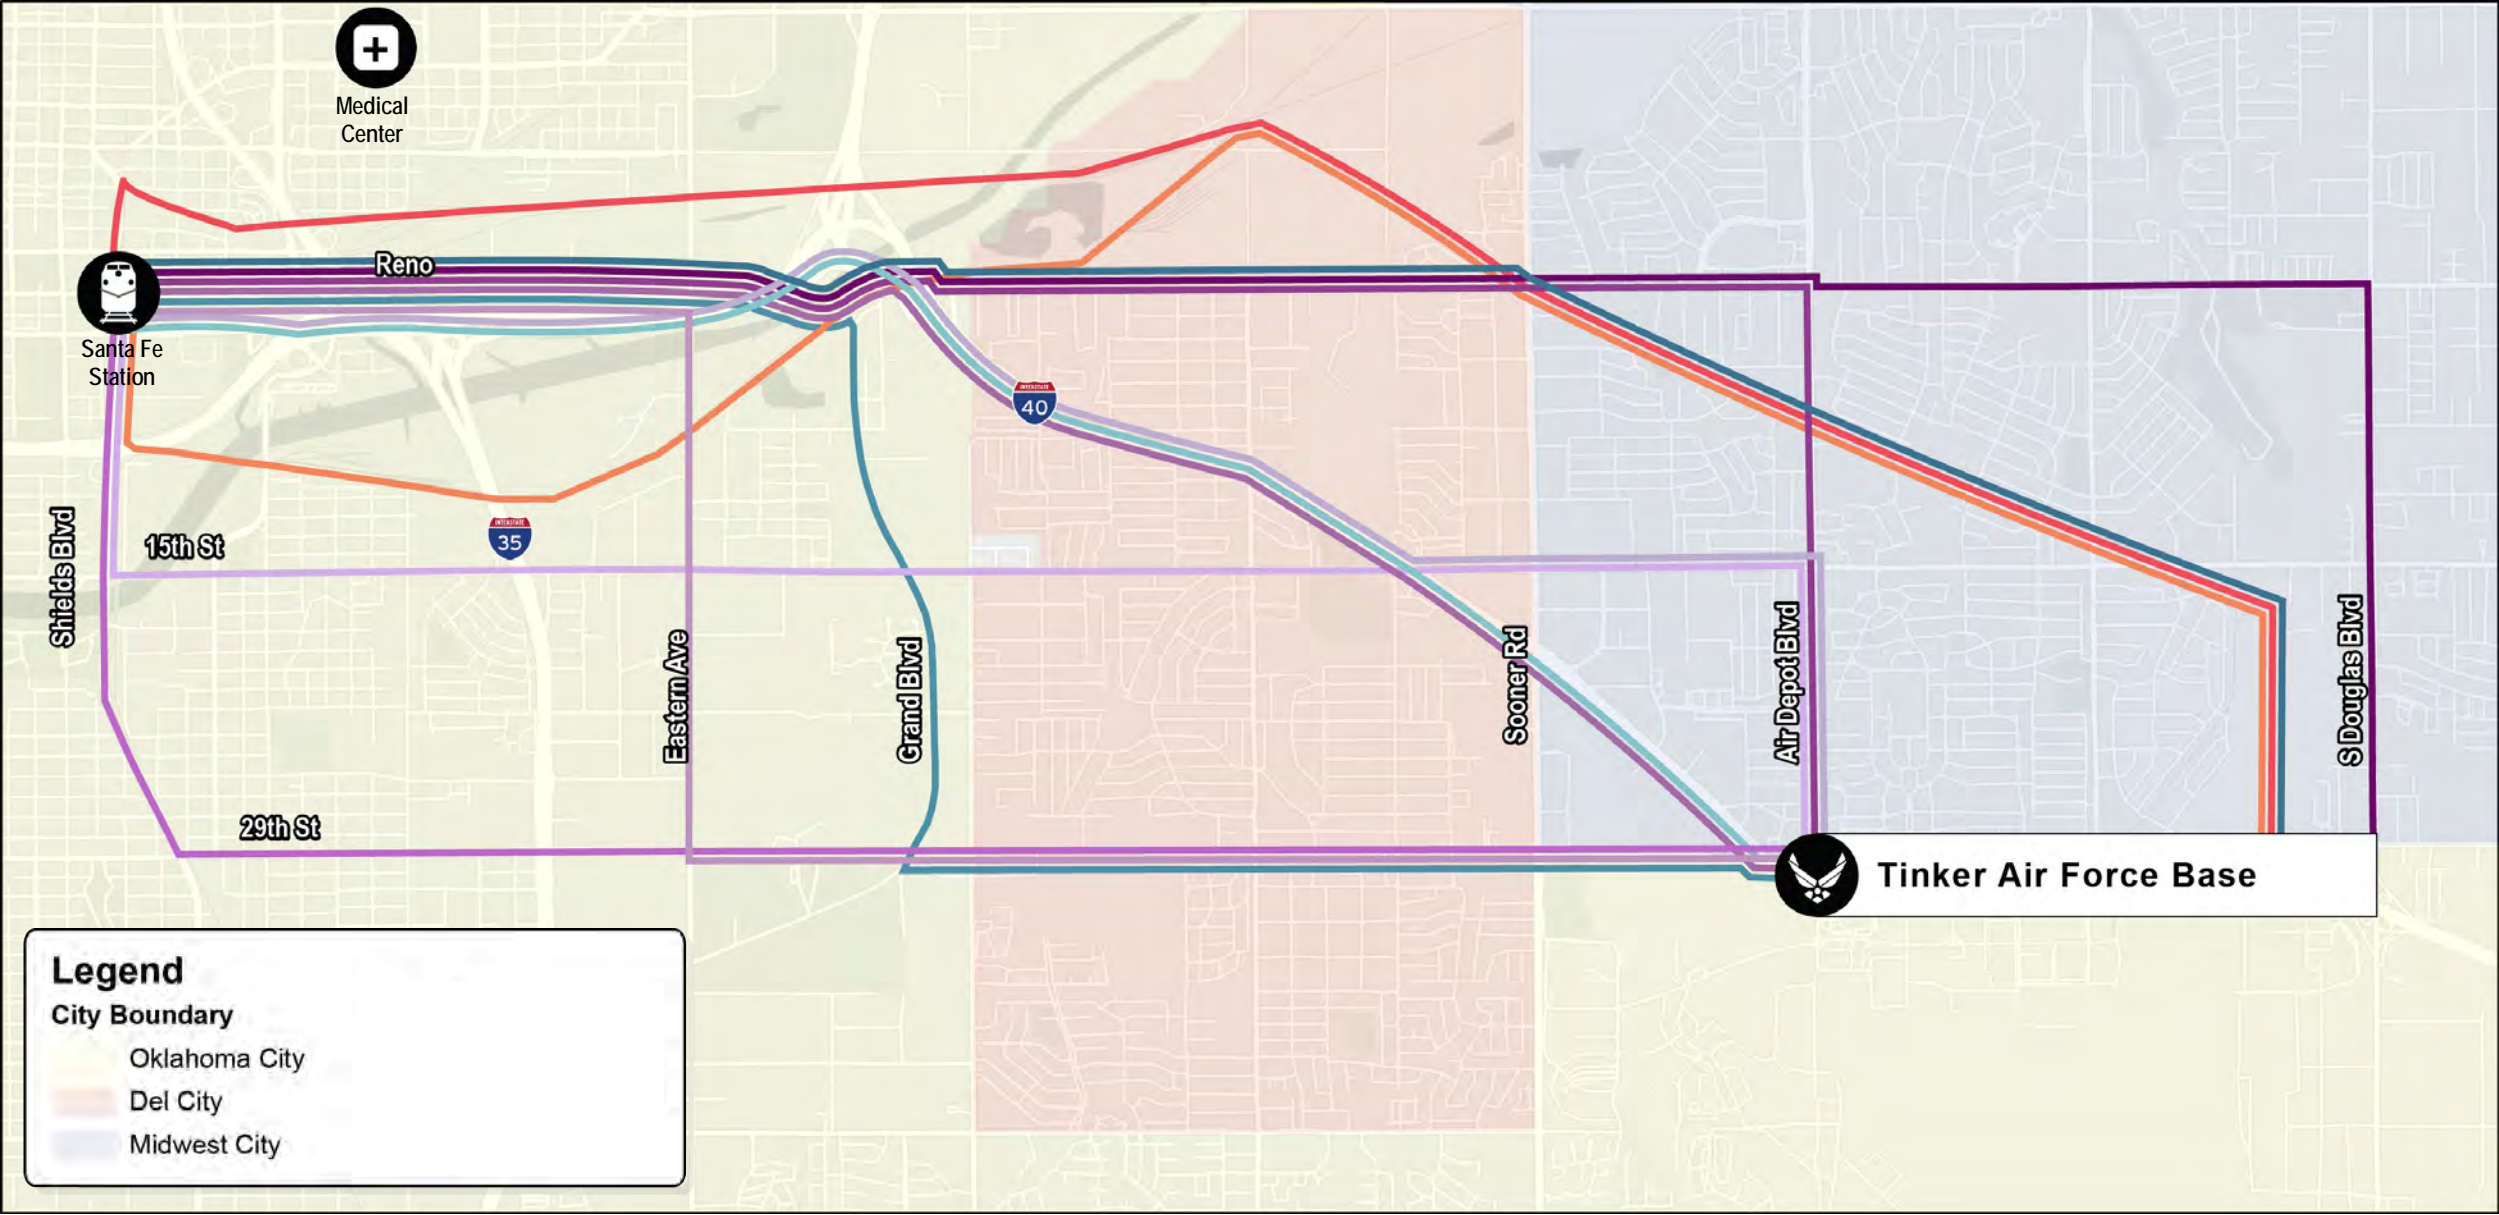 Medical
Center
Reno
Santa Fe
Station
INTERSTATE
40
Shields Blvd
15th St
INTERSTATE
35
Eastern Ave
Grand Blvd
Sooner Rd
Air Depot Blvd
S Douglas Blvd
29th St
Tinker Air Force Base
Legend
City Boundary
Oklahoma City
Del City
Midwest City